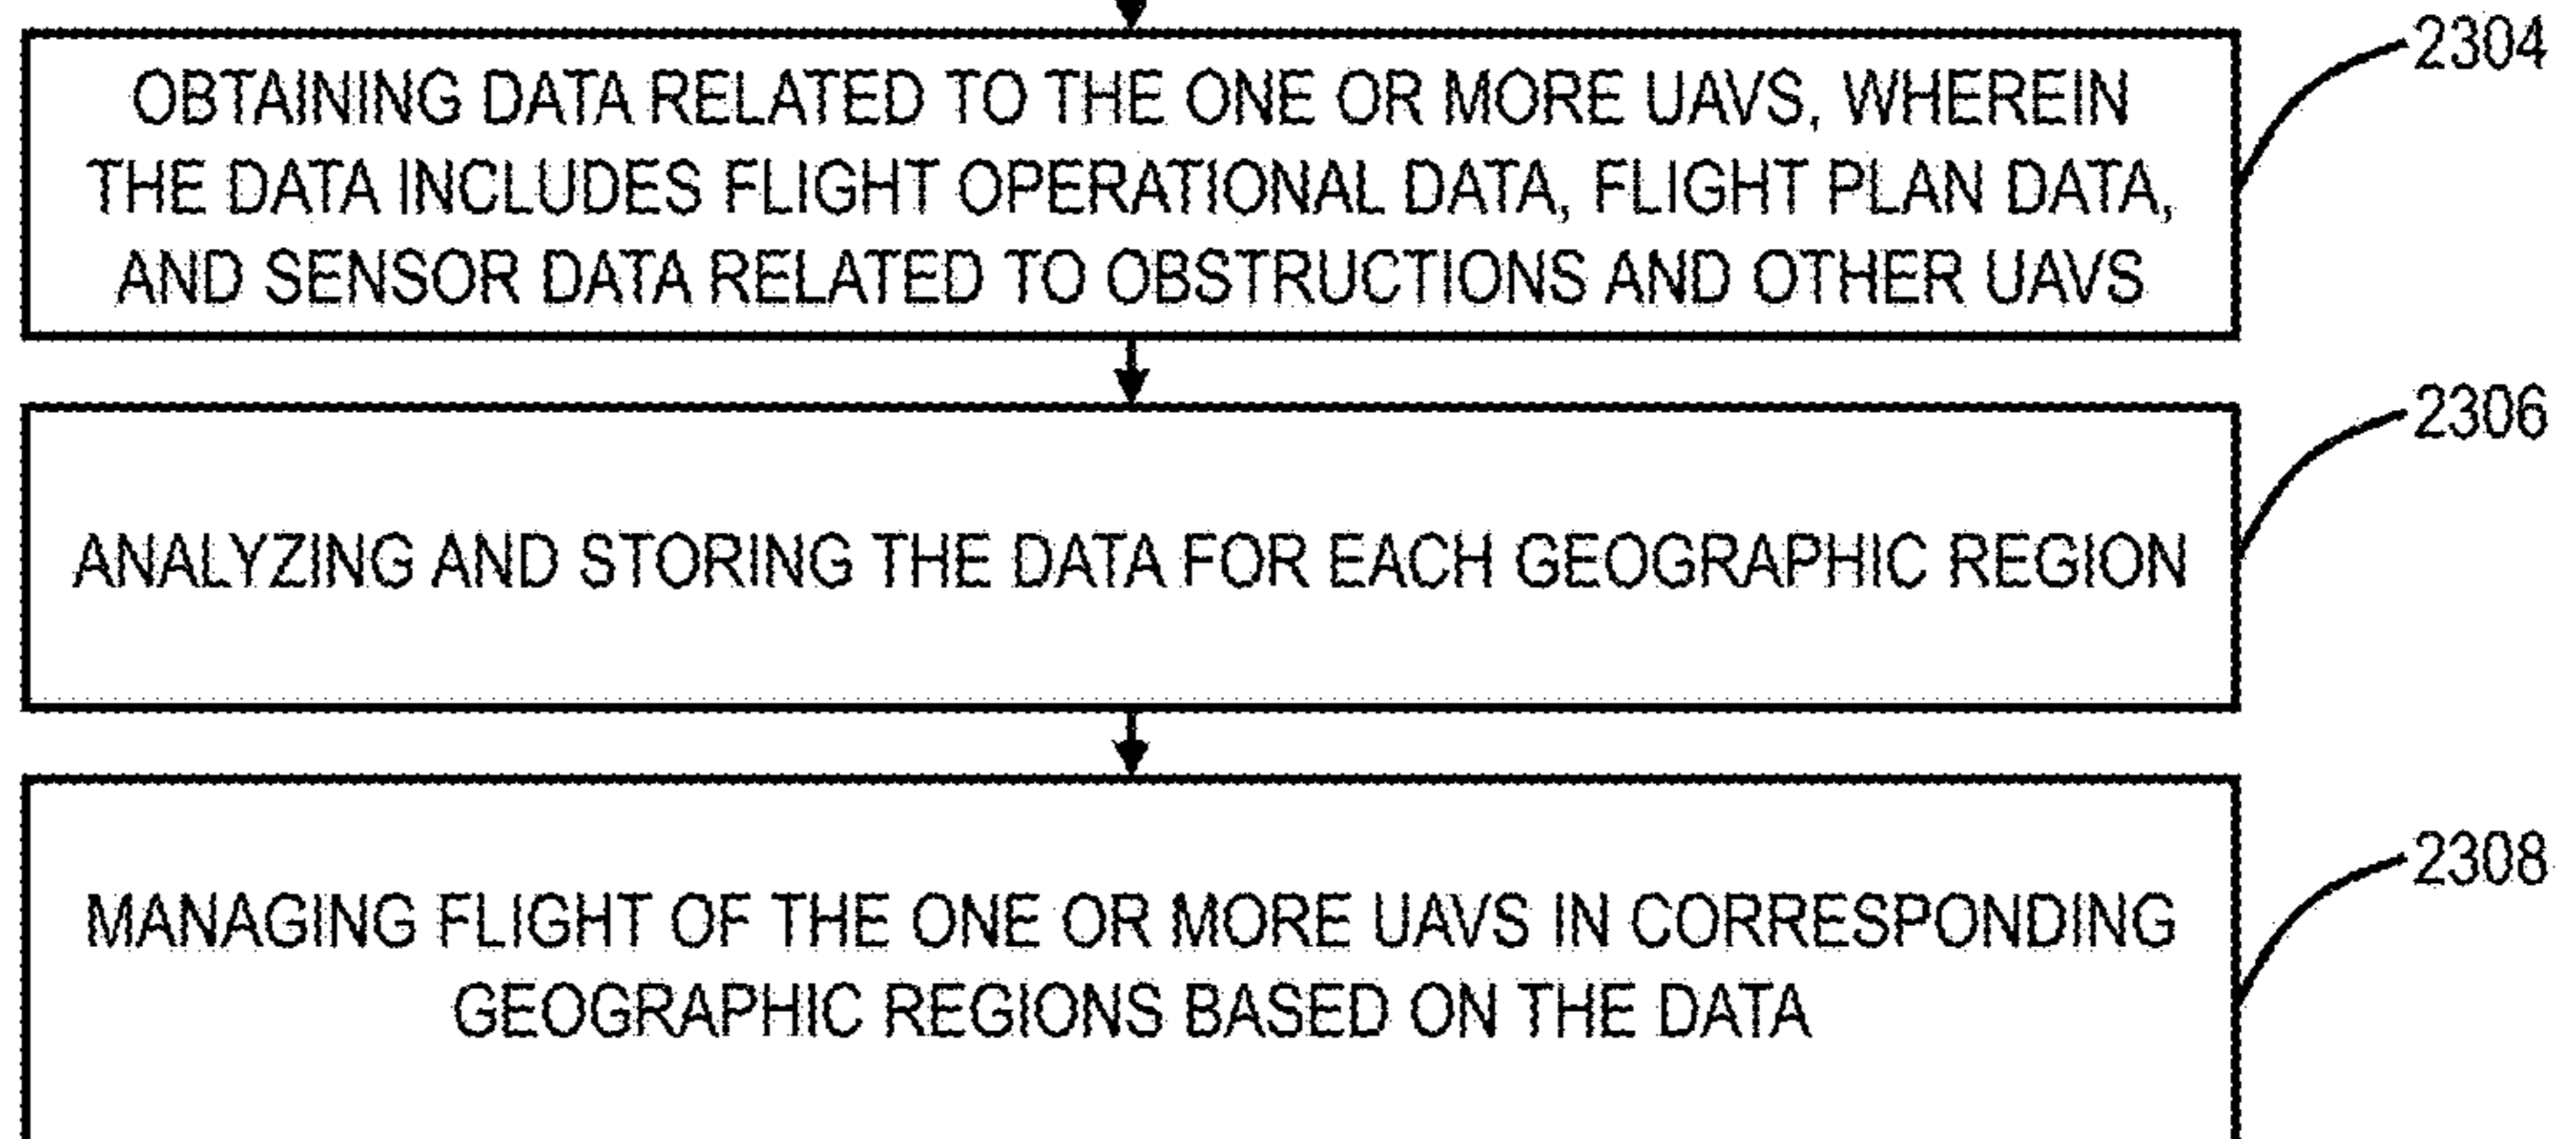 2304
OBTAINING DATA RELATED TO THE ONE OR MORE UAVS, WHEREIN
THE DATA INCLUDES FLIGHT OPERATIONAL DATA, FLIGHT PLAN DATA,
AND SENSOR DATA RELATED TO OBSTRUCTIONS AND OTHER UAVS
2306
ANALYZING AND STORING THE DATA FOR EACH GEOGRAPHIC REGION
2308
MANAGING FLIGHT OF THE ONE OR MORE UAVS IN CORRESPONDING
GEOGRAPHIC REGIONS BASED ON THE DATA